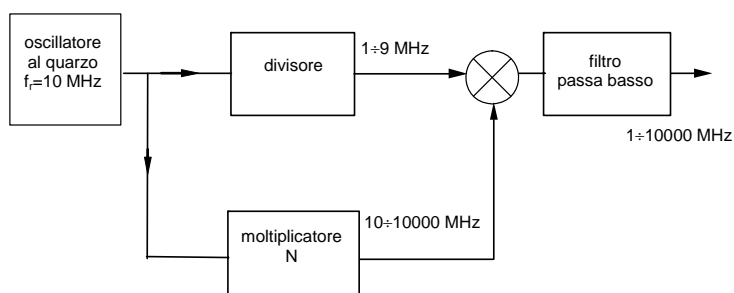 oscillatore
al quarzo
fr=10 MHz
divisore
1÷9 MHz
filtro
passa basso
1÷10000 MHz
moltiplicatore
N
10÷10000 MHz